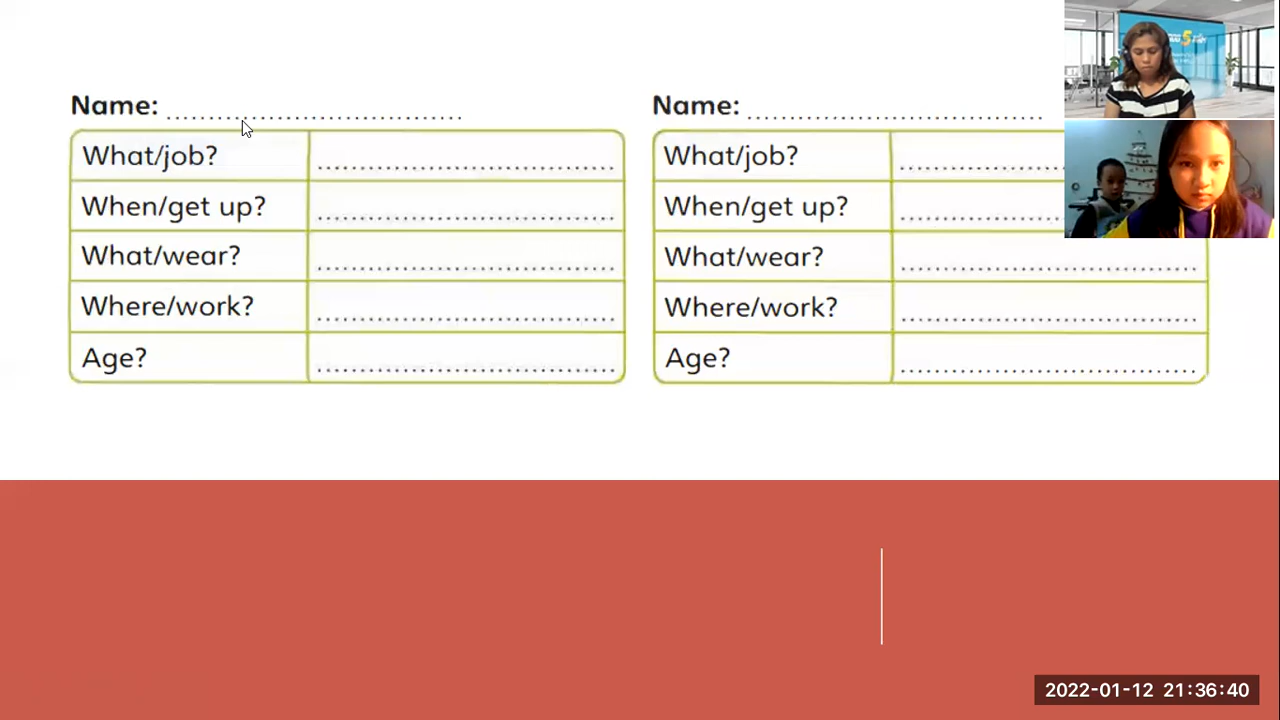 Name: ........................................
What/job? ........................................
When/get up? ........................................
What/wear? ........................................
Where/work? ........................................
Age? ........................................
Name: ........................................
What/job? ......................
When/get up? ......................
What/wear? ........................................
Where/work? ........................................
Age? ........................................
5
2022-01-12 21:36:40